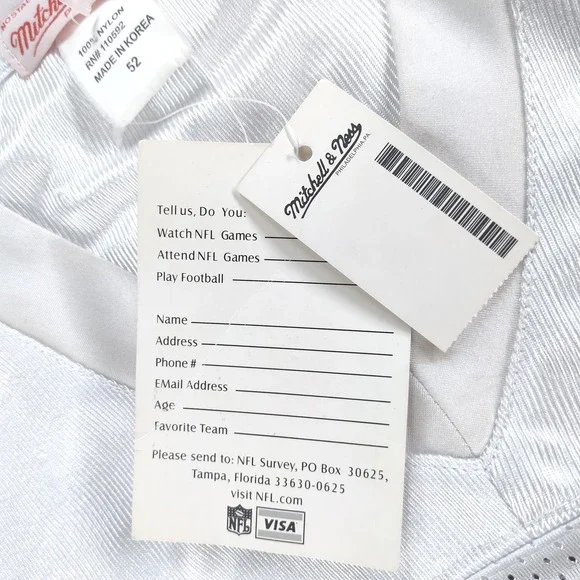 NOSTAL
Mitche
100% NYLON
RN# 110592
MADE IN KOREA
52
Mitchell & Ness
PHILADELPHIA, PA.
Tell us, Do You:
Watch NFL Games
Attend NFL Games
Play Football
Name
Address
Phone #
EMail Address
Age
Favorite Team
Please send to: NFL Survey, PO Box 30625,
Tampa, Florida 33630-0625
visit NFL.com
NFL
VISA